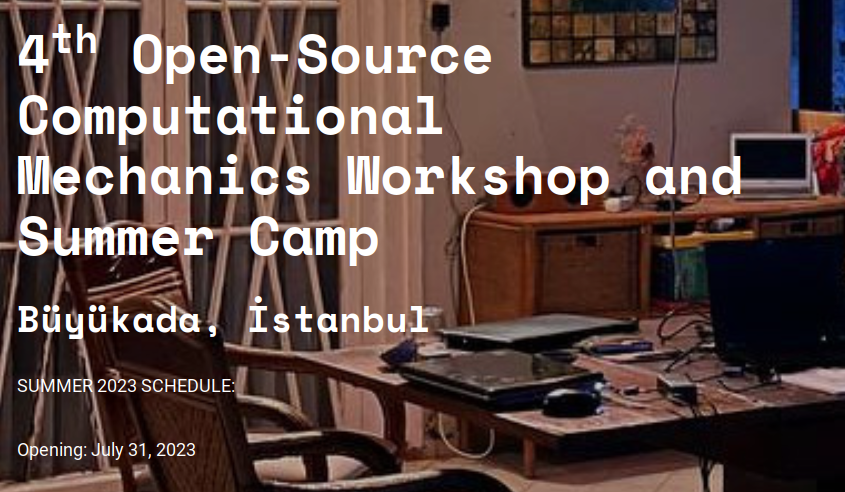 4th Open-Source
Computational
Mechanics Workshop and
Summer Camp
Büyükada, İstanbul
SUMMER 2023 SCHEDULE:
Opening: July 31, 2023